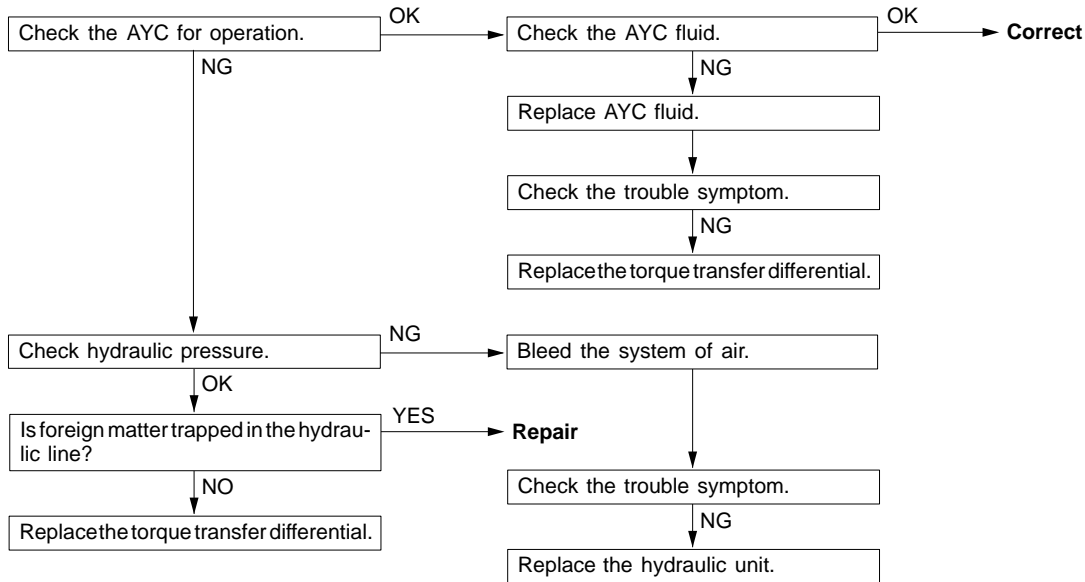 Check the AYC for operation.
OK
Check the AYC fluid.
OK
Correct
NG
NG
Replace AYC fluid.
Check the trouble symptom.
NG
Replace the torque transfer differential.
Check hydraulic pressure.
NG
Bleed the system of air.
OK
Is foreign matter trapped in the hydrau-
lic line?
YES
Repair
NO
Check the trouble symptom.
Replace the torque transfer differential.
NG
Replace the hydraulic unit.